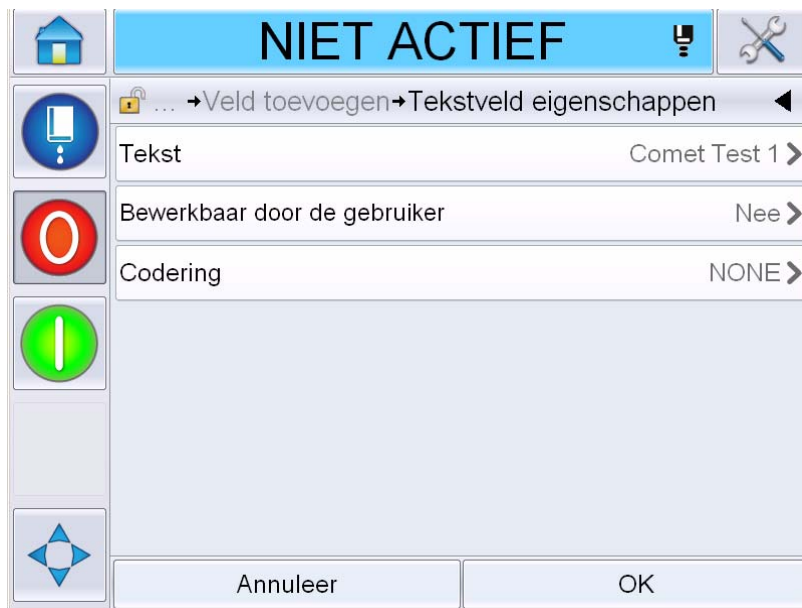 NIET ACTIEF
... →Veld toevoegen→Tekstveld eigenschappen
Tekst Comet Test 1
Bewerkbaar door de gebruiker Nee
Codering NONE
Annuleer OK